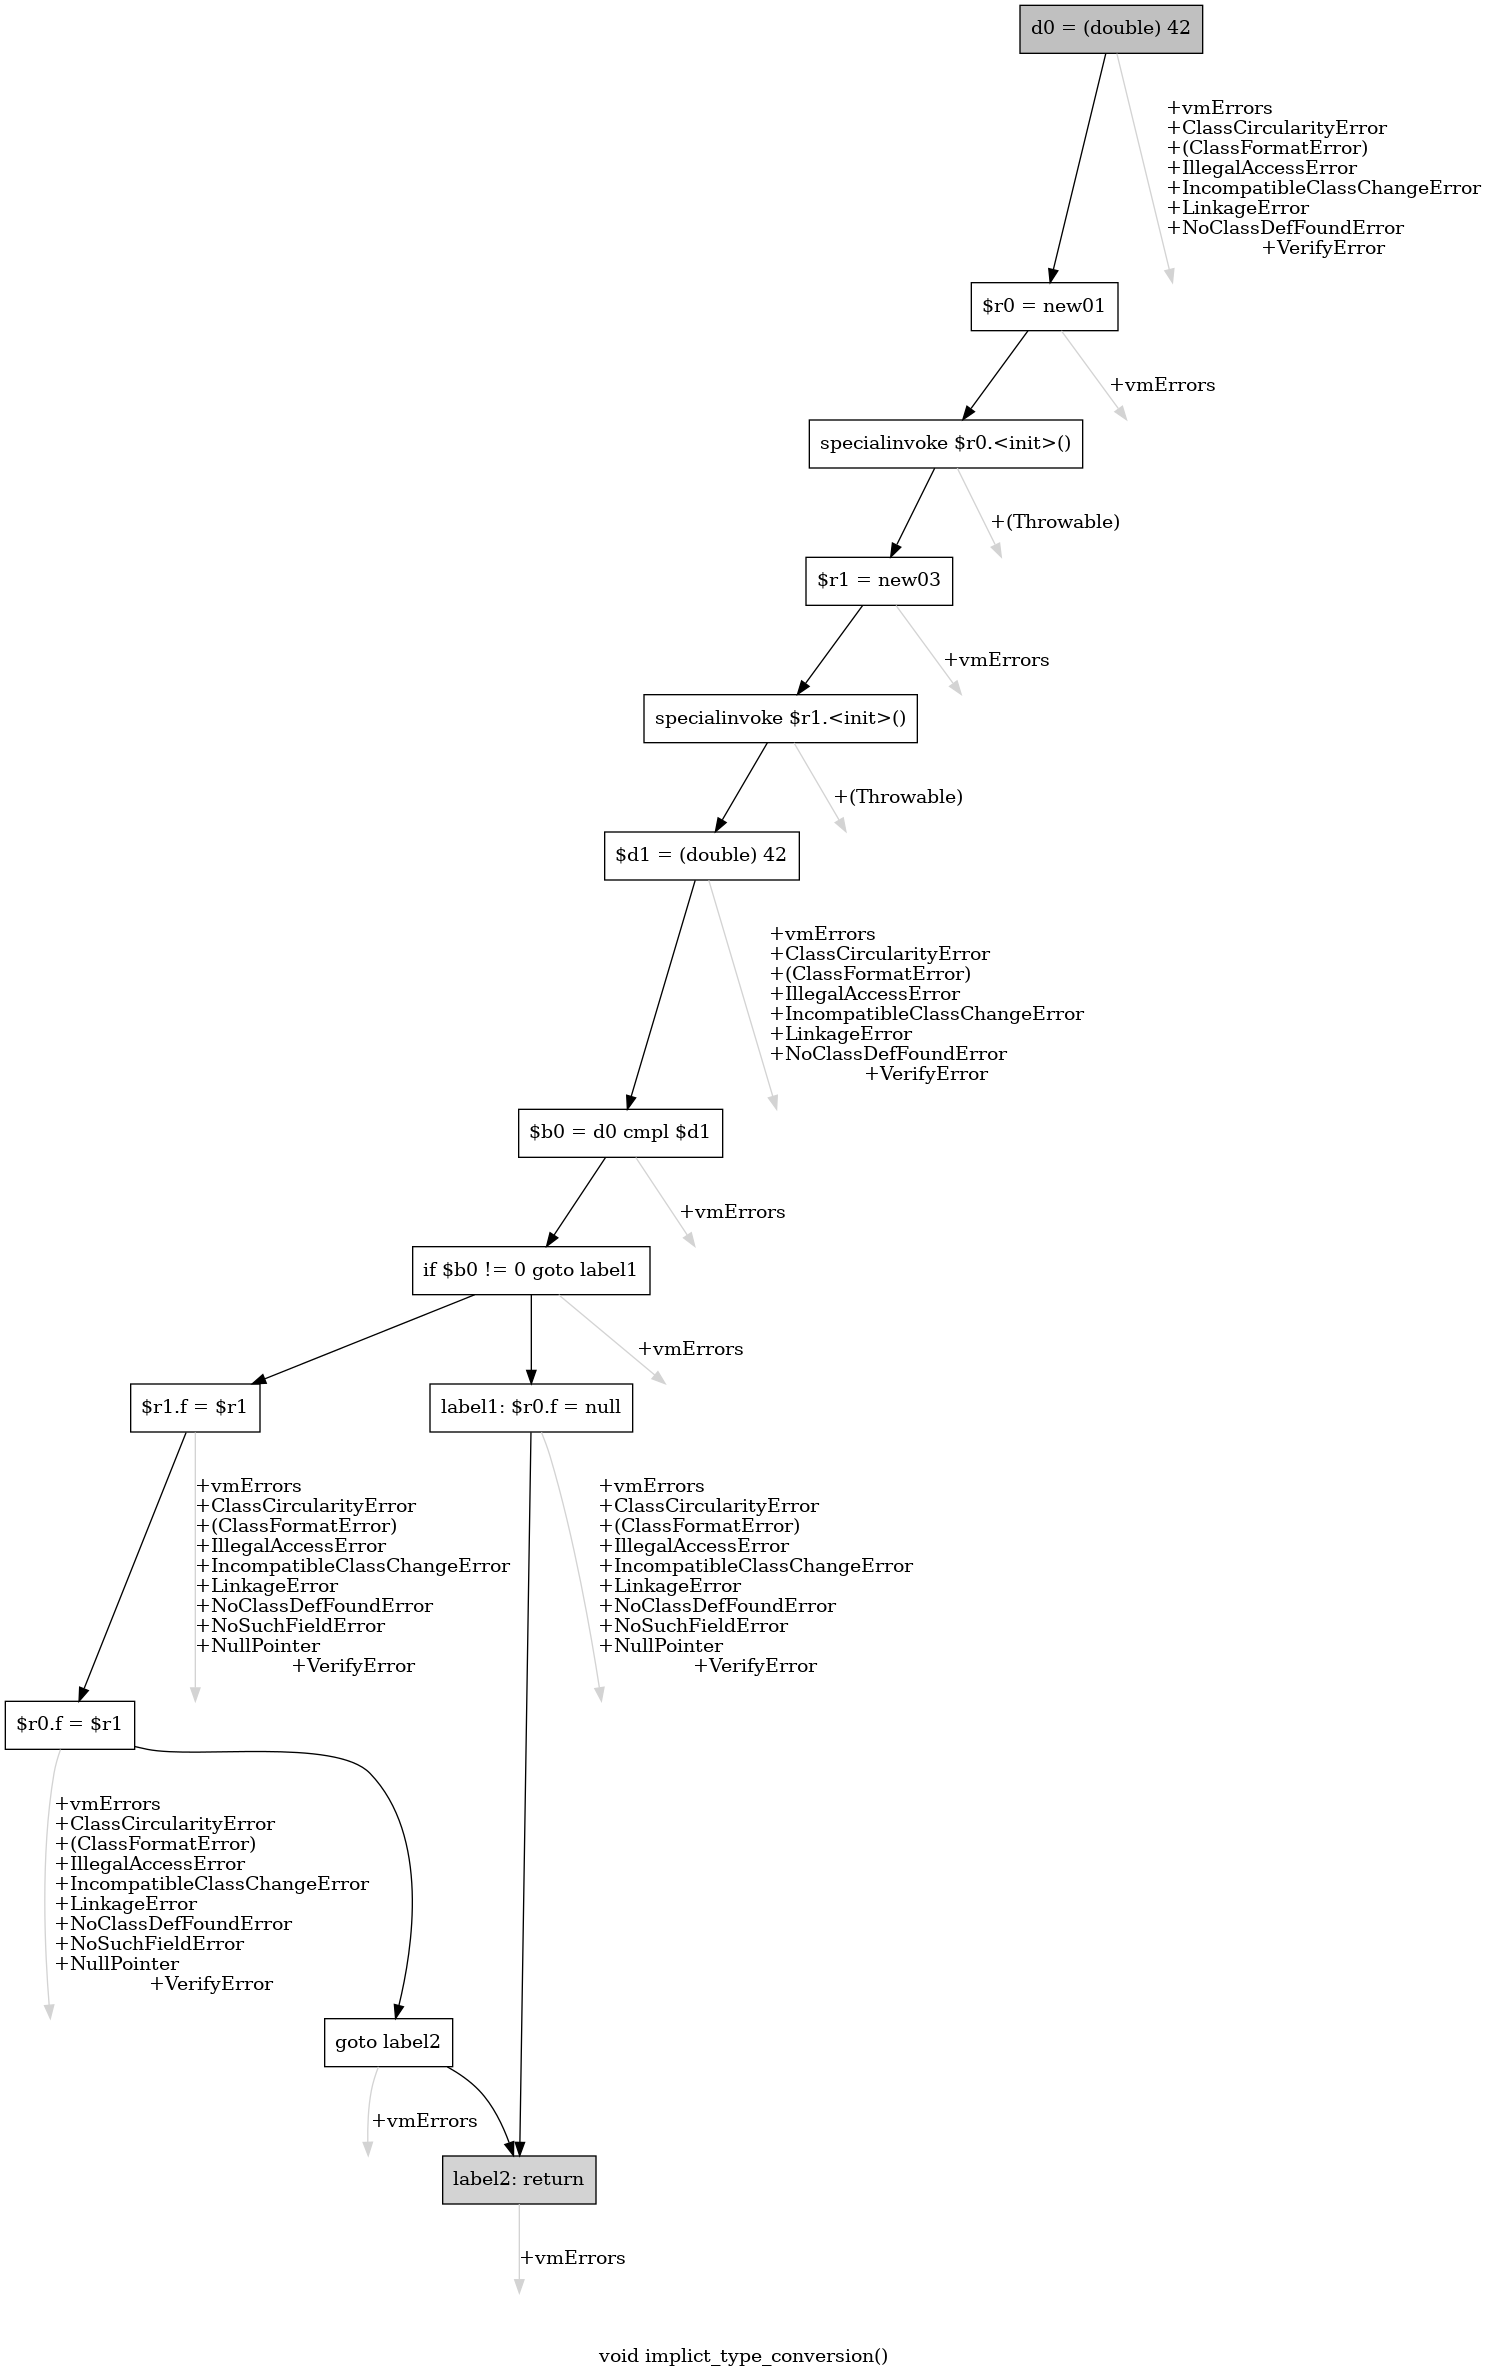 d0 = (double) 42
+vmErrors
+ClassCircularityError
+(ClassFormatError)
+IllegalAccessError
+IncompatibleClassChangeError
+LinkageError
+NoClassDefFoundError
+VerifyError
$r0 = new01
+vmErrors
specialinvoke $r0.<init>()
+(Throwable)
$r1 = new03
+vmErrors
specialinvoke $r1.<init>()
+(Throwable)
$d1 = (double) 42
+vmErrors
+ClassCircularityError
+(ClassFormatError)
+IllegalAccessError
+IncompatibleClassChangeError
+LinkageError
+NoClassDefFoundError
+VerifyError
$b0 = d0 cmpl $d1
+vmErrors
if $b0 != 0 goto label1
+vmErrors
$r1.f = $r1
label1: $r0.f = null
+vmErrors
+ClassCircularityError
+(ClassFormatError)
+IllegalAccessError
+IncompatibleClassChangeError
+LinkageError
+NoClassDefFoundError
+NoSuchFieldError
+NullPointer
+VerifyError
+vmErrors
+ClassCircularityError
+(ClassFormatError)
+IllegalAccessError
+IncompatibleClassChangeError
+LinkageError
+NoClassDefFoundError
+NoSuchFieldError
+NullPointer
+VerifyError
$r0.f = $r1
+vmErrors
+ClassCircularityError
+(ClassFormatError)
+IllegalAccessError
+IncompatibleClassChangeError
+LinkageError
+NoClassDefFoundError
+NoSuchFieldError
+NullPointer
+VerifyError
goto label2
+vmErrors
label2: return
+vmErrors
void implict_type_conversion()